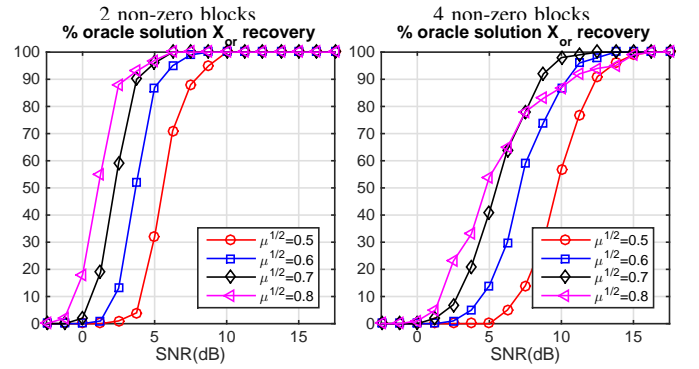 2 non-zero blocks
% oracle solution X_or recovery
100
90
80
70
60
50
40
30
20
10
0
0 5 10 15
SNR(dB)
μ^1/2=0.5
μ^1/2=0.6
μ^1/2=0.7
μ^1/2=0.8
4 non-zero blocks
% oracle solution X_or recovery
100
90
80
70
60
50
40
30
20
10
0
0 5 10 15
SNR(dB)
μ^1/2=0.5
μ^1/2=0.6
μ^1/2=0.7
μ^1/2=0.8